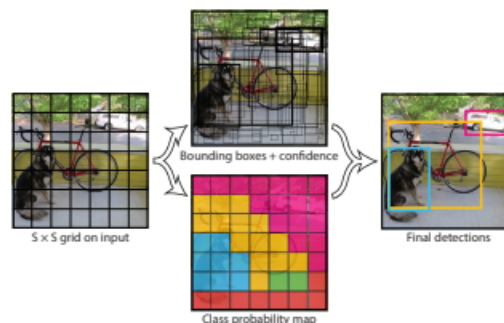 Bounding boxes + confidence
S × S grid on input
Final detections
Class probability map